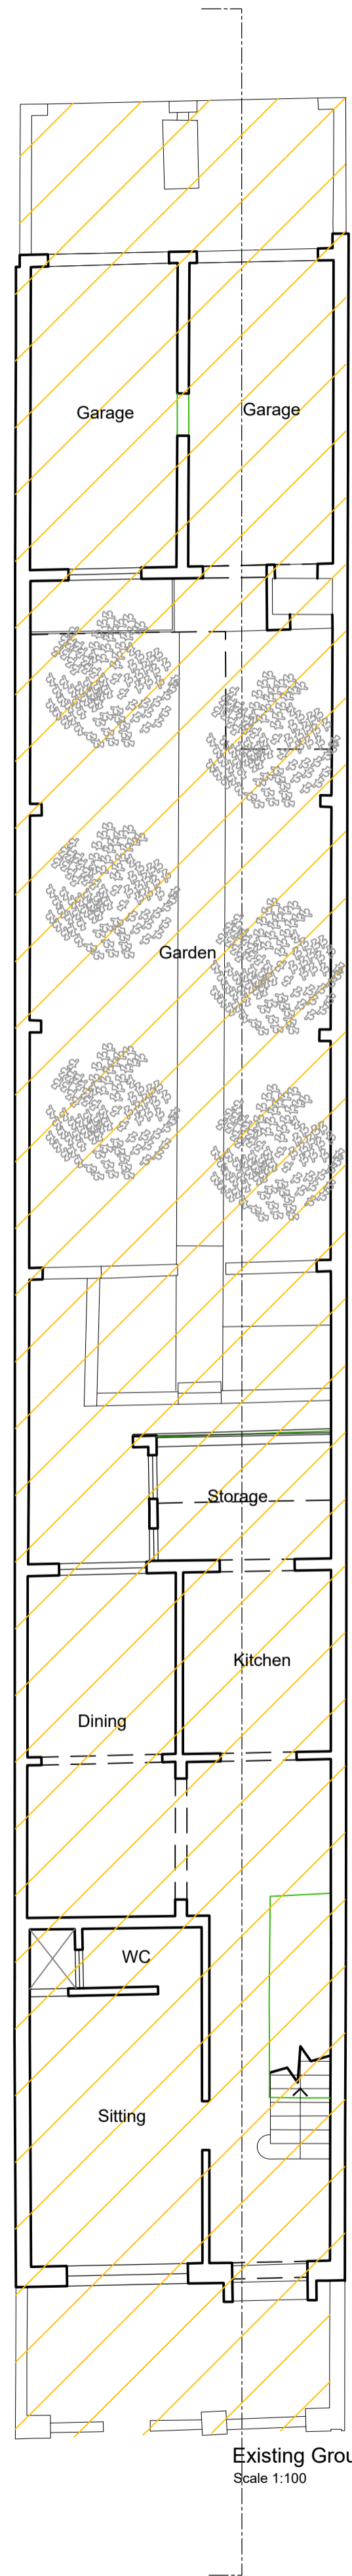 Garage
Garage
Garden
Storage
Kitchen
Dining
WC
Sitting
Existing Grou
Scale 1:100